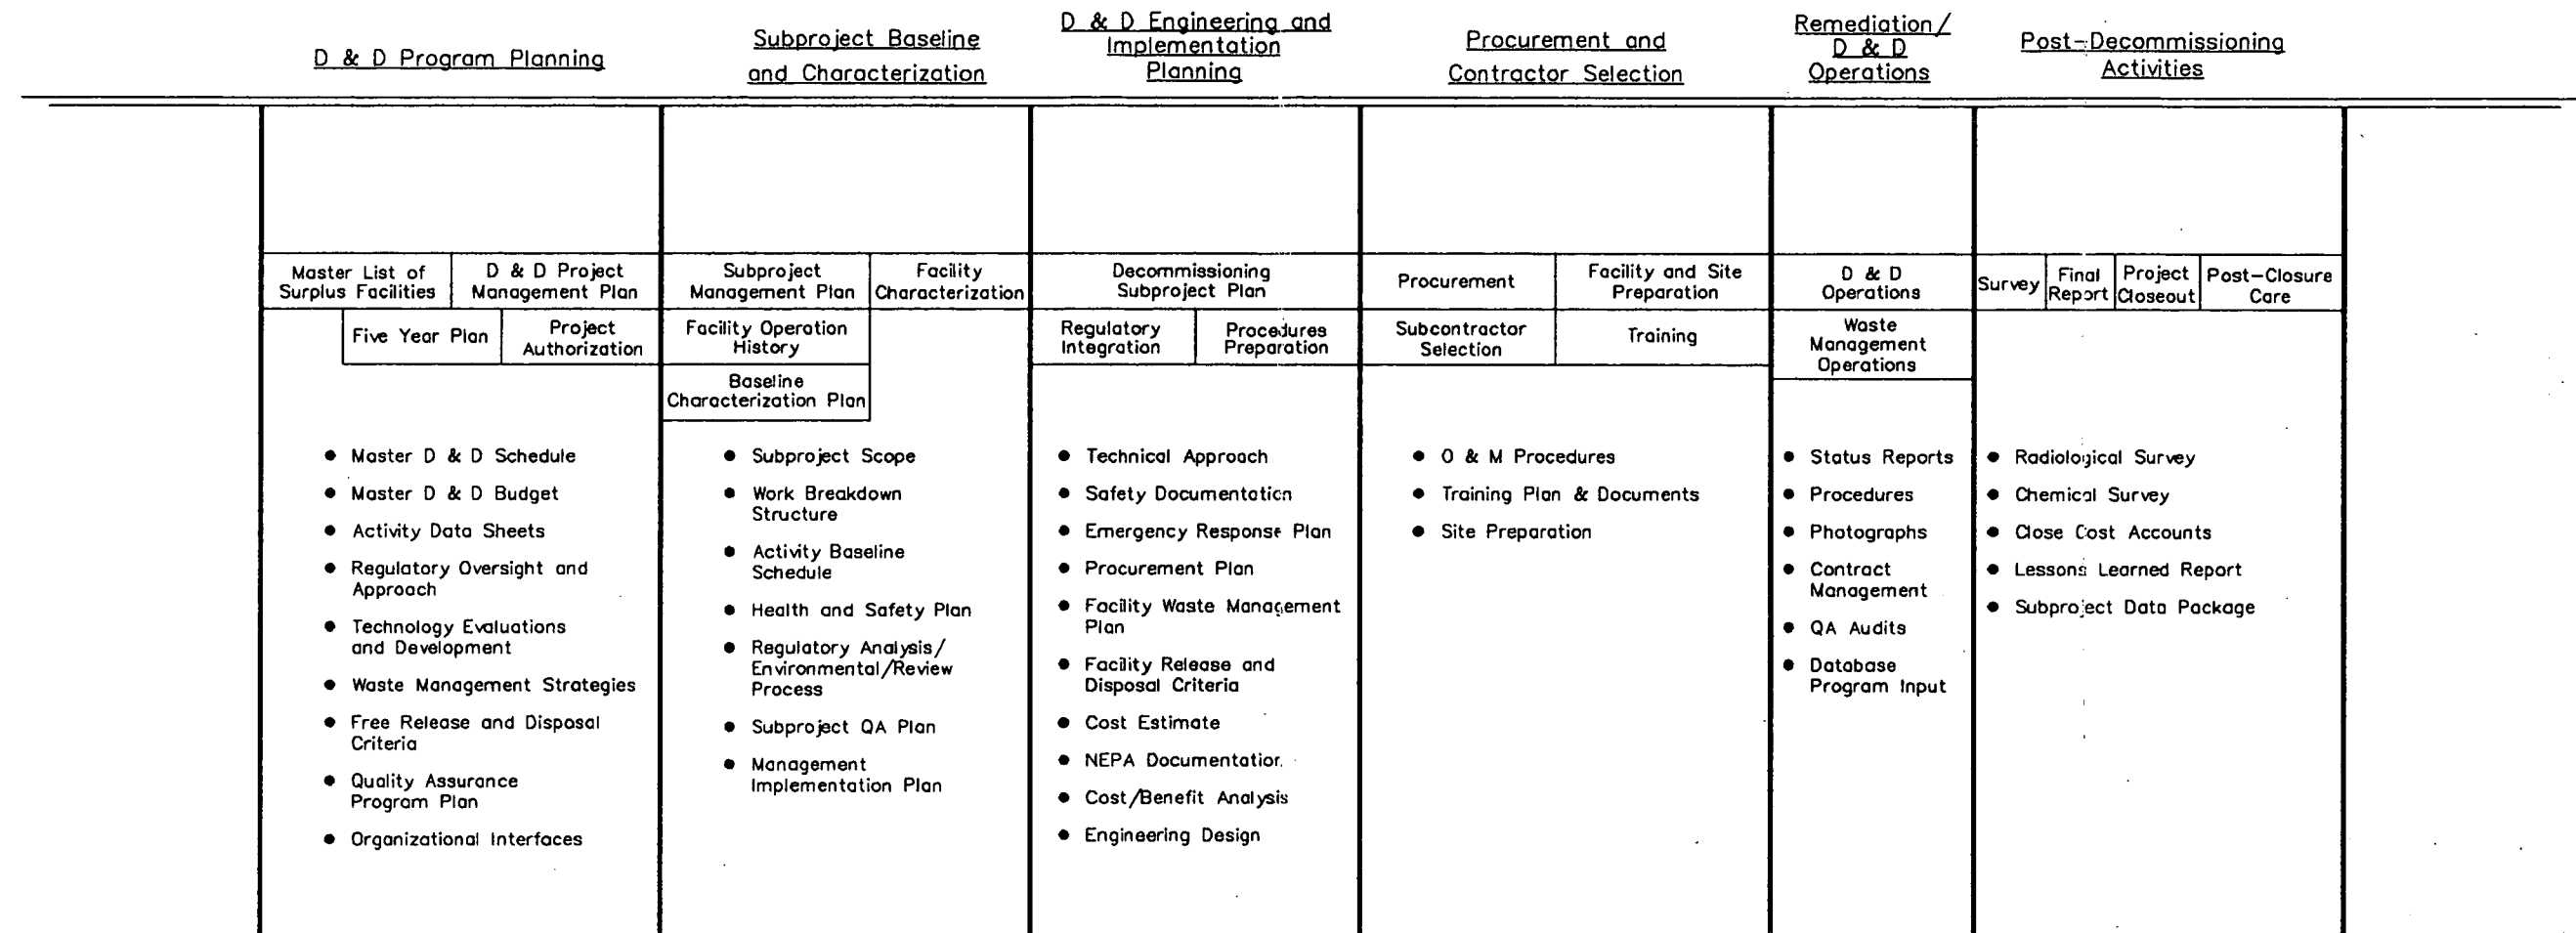 D & D Program Planning
Subproject Baseline
and Characterization
D & D Engineering and
Implementation
Planning
Procurement and
Contractor Selection
Remediation/
D & D
Operations
Post-Decommissioning
Activities
Master List of
Surplus Facilities
D & D Project
Management Plan
Five Year Plan
Project
Authorization
● Master D & D Schedule
● Master D & D Budget
● Activity Data Sheets
● Regulatory Oversight and
Approach
● Technology Evaluations
and Development
● Waste Management Strategies
● Free Release and Disposal
Criteria
● Quality Assurance
Program Plan
● Organizational Interfaces
Subproject
Management Plan
Facility
Characterization
Facility Operation
History
Baseline
Characterization Plan
● Subproject Scope
● Work Breakdown
Structure
● Activity Baseline
Schedule
● Health and Safety Plan
● Regulatory Analysis/
Environmental/Review
Process
● Subproject QA Plan
● Management
Implementation Plan
Decommissioning
Subproject Plan
Regulatory
Integration
Procedures
Preparation
● Technical Approach
● Safety Documentation
● Emergency Response Plan
● Procurement Plan
● Facility Waste Management
Plan
● Facility Release and
Disposal Criteria
● Cost Estimate
● NEPA Documentation
● Cost/Benefit Analysis
● Engineering Design
Procurement
Facility and Site
Preparation
Subcontractor
Selection
Training
● O & M Procedures
● Training Plan & Documents
● Site Preparation
D & D
Operations
Waste
Management
Operations
● Status Reports
● Procedures
● Photographs
● Contract
Management
● QA Audits
● Database
Program Input
Survey
Final
Report
Project
Closeout
Post-Closure
Care
● Radiological Survey
● Chemical Survey
● Close Cost Accounts
● Lessons Learned Report
● Subproject Data Package